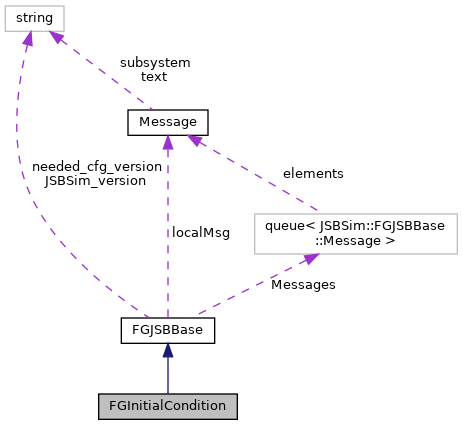 string
subsystem
text
Message
needed_cfg_version
JSBSim_version
elements
queue< JSBSim::FGJSBBase
::Message >
localMsg
Messages
FGJSBBase
FGInitialCondition